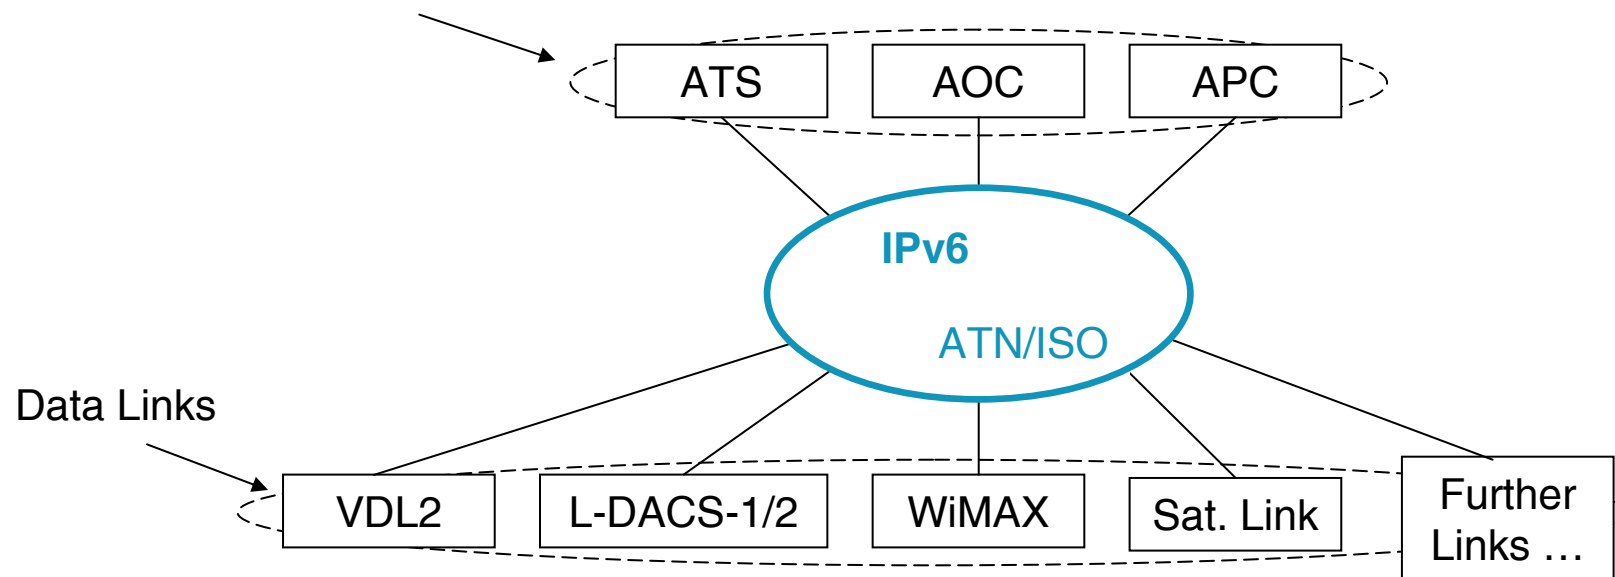 ATS AOC APC
IPv6
ATN/ISO
Data Links
VDL2 L-DACS-1/2 WiMAX Sat. Link Further
Links …